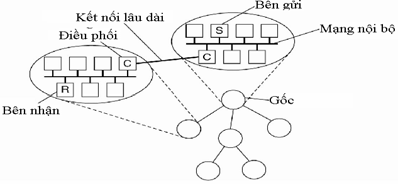 Kết nối lâu dài
Bên gửi
Điều phối
S
Mạng nội bộ
C
C
R
Bên nhận
Gốc